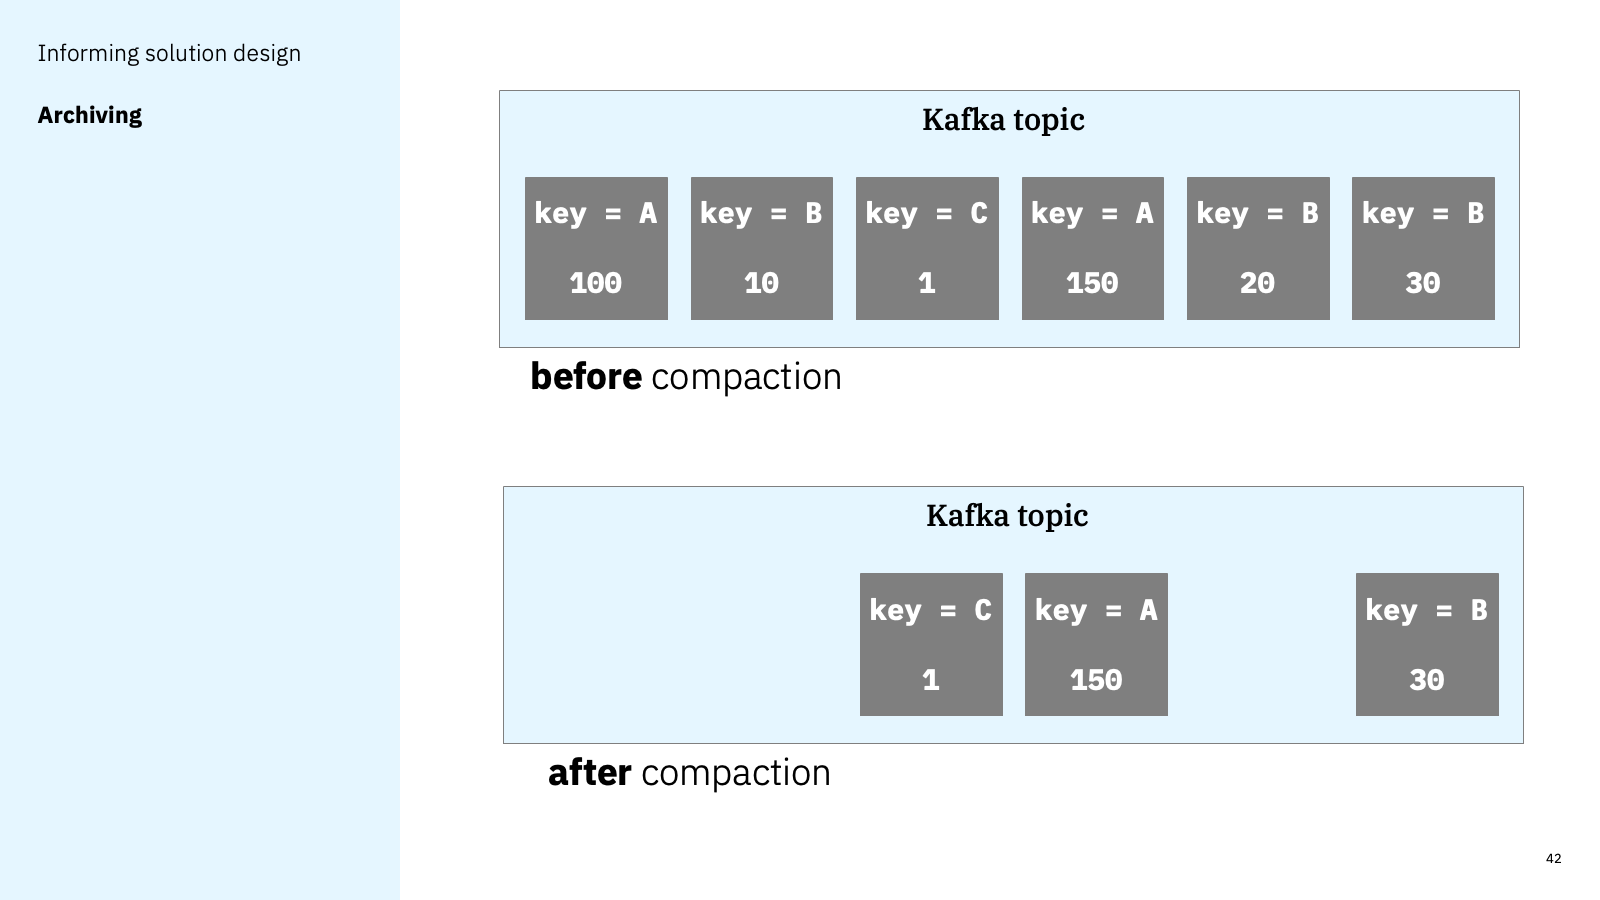 Informing solution design
Archiving
Kafka topic
key = A key = B key = C key = A key = B key = B
100 10 1 150 20 30
before compaction
Kafka topic
key = C key = A key = B
1 150 30
after compaction
42